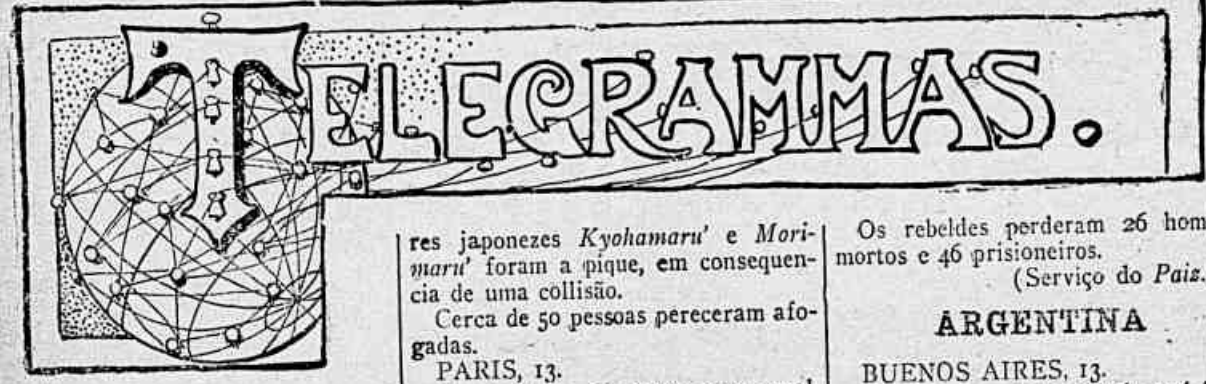 TELEGRAMMAS.
res japonezes Kyohamaru' e Mori-
maru' foram a pique, em consequen-
cia de uma collisão.
Cerca de 50 pessoas pereceram afo-
gadas.
PARIS, 13.
Os rebeldes perderam 26 hom
mortos e 46 prisioneiros.
(Serviço do Paiz.
ARGENTINA
BUENOS AIRES, 13.